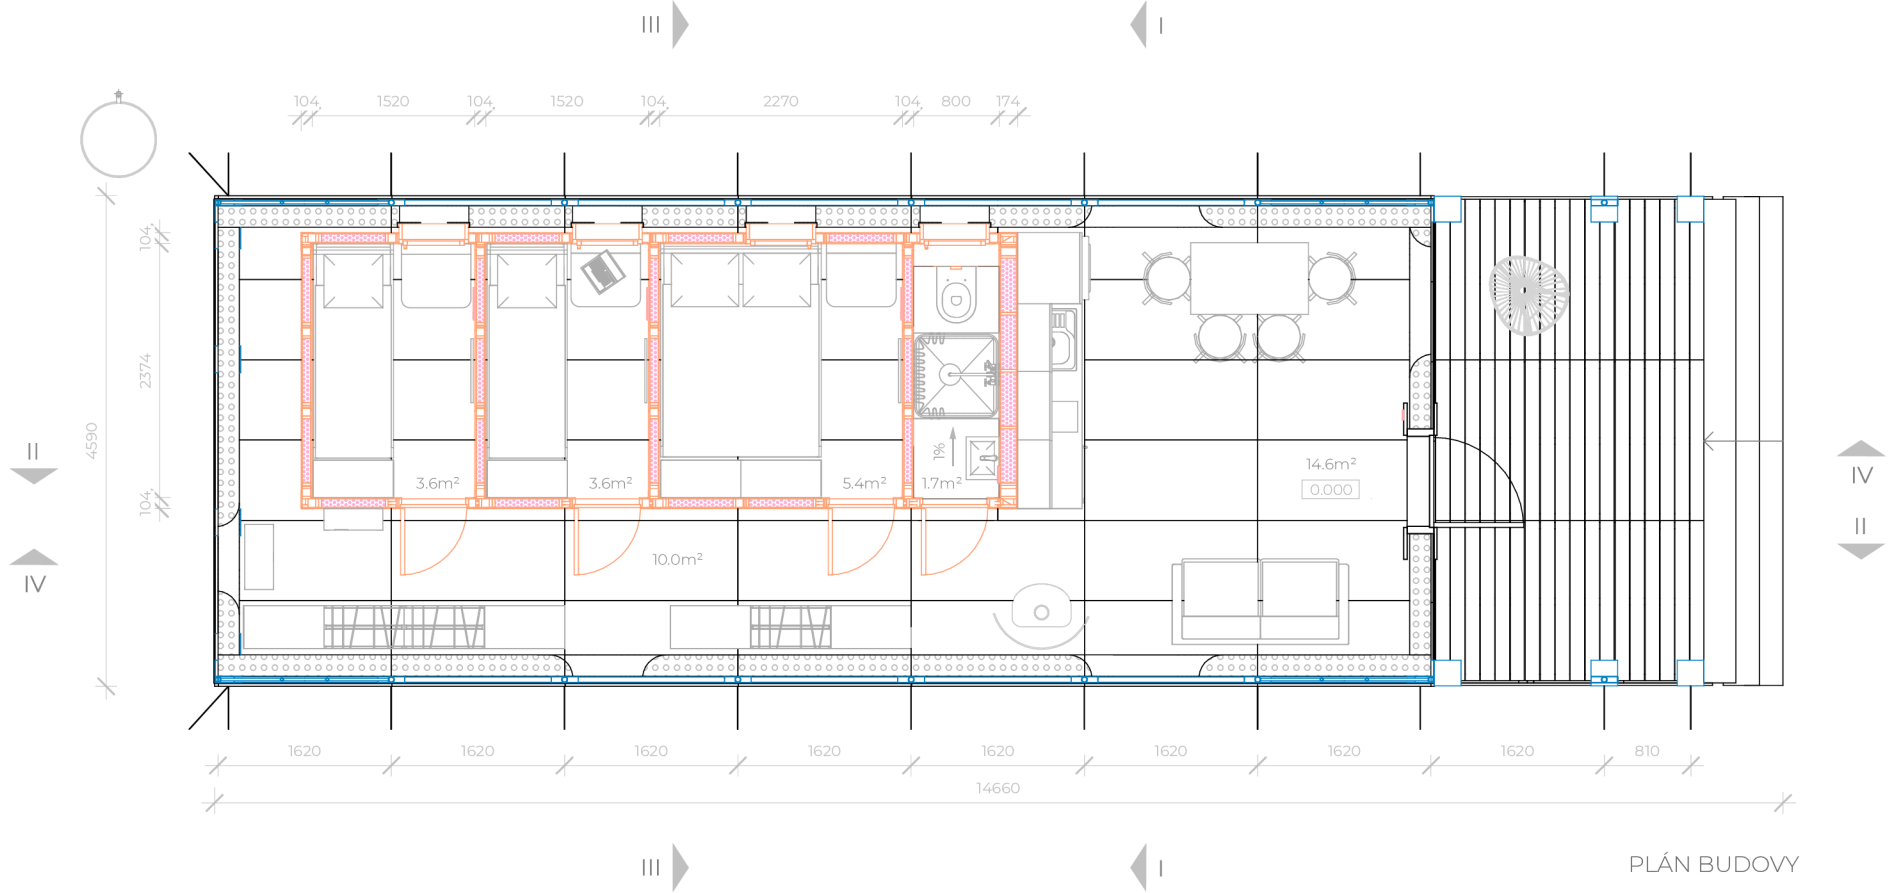 III
I
104
1520
104
1520
104
2270
104
800
174
104
2374
104
4590
II
IV
IV
II
3.6m²
3.6m²
5.4m²
1%
1.7m²
14.6m²
0.000
10.0m²
1620
1620
1620
1620
1620
1620
1620
1620
810
14660
III
I
PLÁN BUDOVY